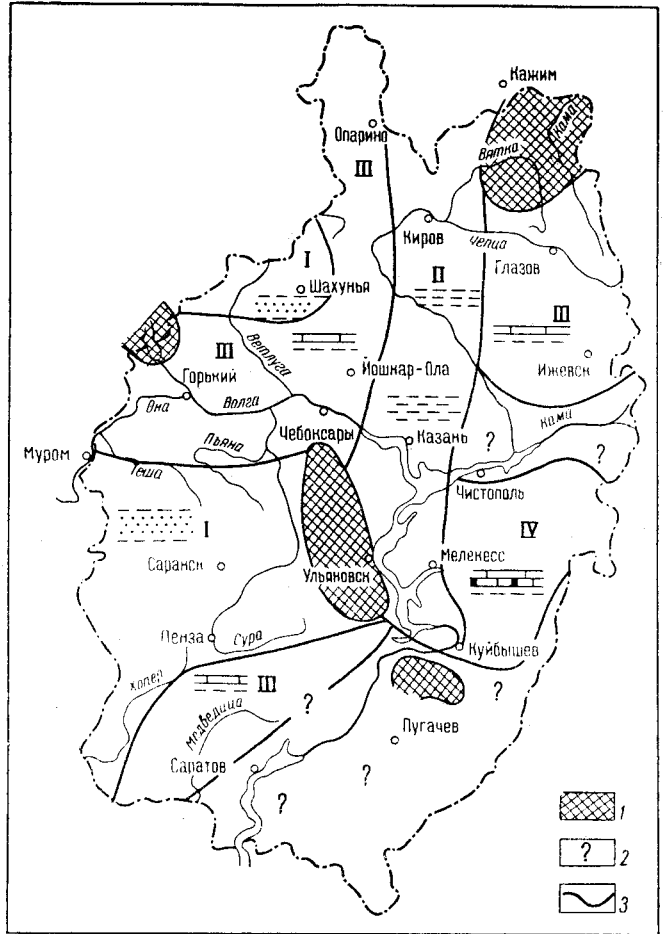 Кажим
Кама
Опарино
Вятка
III
Киров
Чепца
I
II
Глазов
Шахунья
III
Ветлуга
III
Йошкар-Ола
Ижевск
Горький
Ока
Волга
Кама
Чебоксары
Казань
?
?
Пьяна
Муром
Теша
Чистополь
I
IV
Саранск
Мелекесс
Ульяновск
Пенза
Сура
Куйбышев
Хопер
III
?
?
Медведица
Пугачев
Саратов
?
?
1
? 2
3